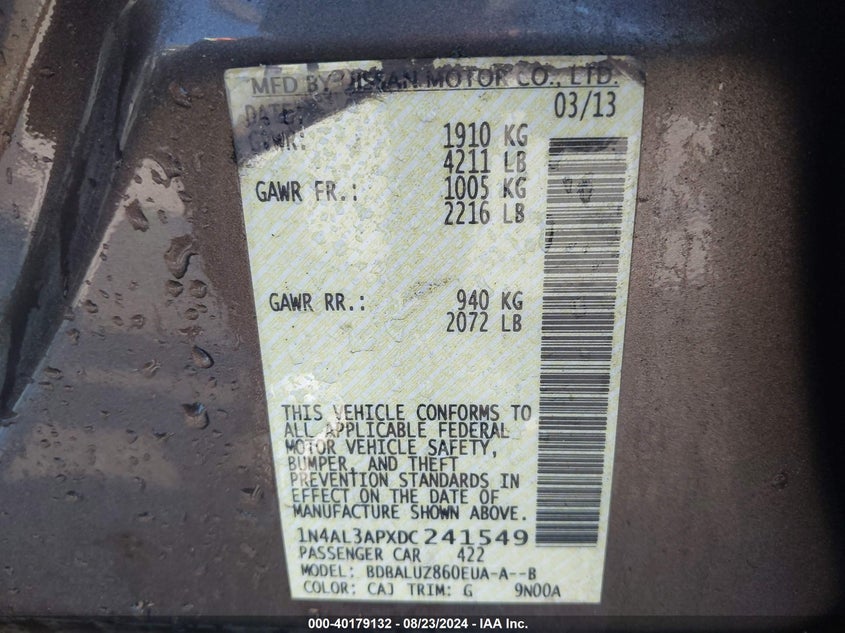 MFD BY NISSAN MOTOR CO., LTD.
DATE: 03/13
GVWR: 1910 KG
4211 LB
GAWR FR.: 1005 KG
2216 LB
GAWR RR.: 940 KG
2072 LB
THIS VEHICLE CONFORMS TO
ALL APPLICABLE FEDERAL
MOTOR VEHICLE SAFETY,
BUMPER, AND THEFT
PREVENTION STANDARDS IN
EFFECT ON THE DATE OF
MANUFACTURE SHOWN ABOVE.
1N4AL3APXDC241549
PASSENGER CAR 422
MODEL: BDBALUZ860EUA-A--B
COLOR: CAJ TRIM: G 9N00A
000-40179132 - 08/23/2024 - IAA Inc.